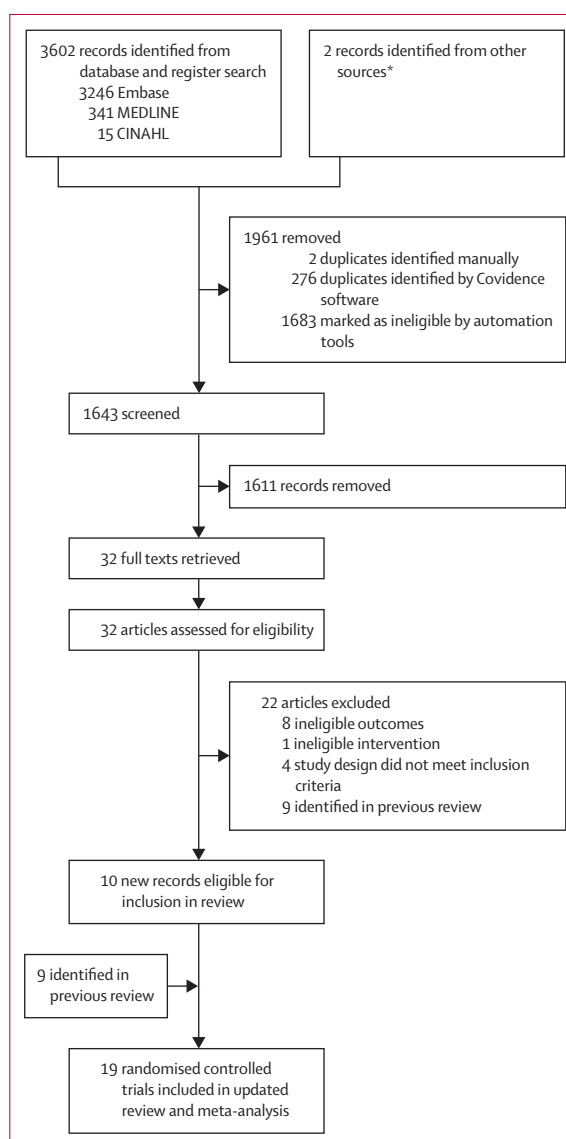 3602 records identified from
database and register search
3246 Embase
341 MEDLINE
15 CINAHL
2 records identified from other
sources*
1961 removed
2 duplicates identified manually
276 duplicates identified by Covidence
software
1683 marked as ineligible by automation
tools
1643 screened
1611 records removed
32 full texts retrieved
32 articles assessed for eligibility
22 articles excluded
8 ineligible outcomes
1 ineligible intervention
4 study design did not meet inclusion
criteria
9 identified in previous review
10 new records eligible for
inclusion in review
9 identified in
previous review
19 randomised controlled
trials included in updated
review and meta-analysis